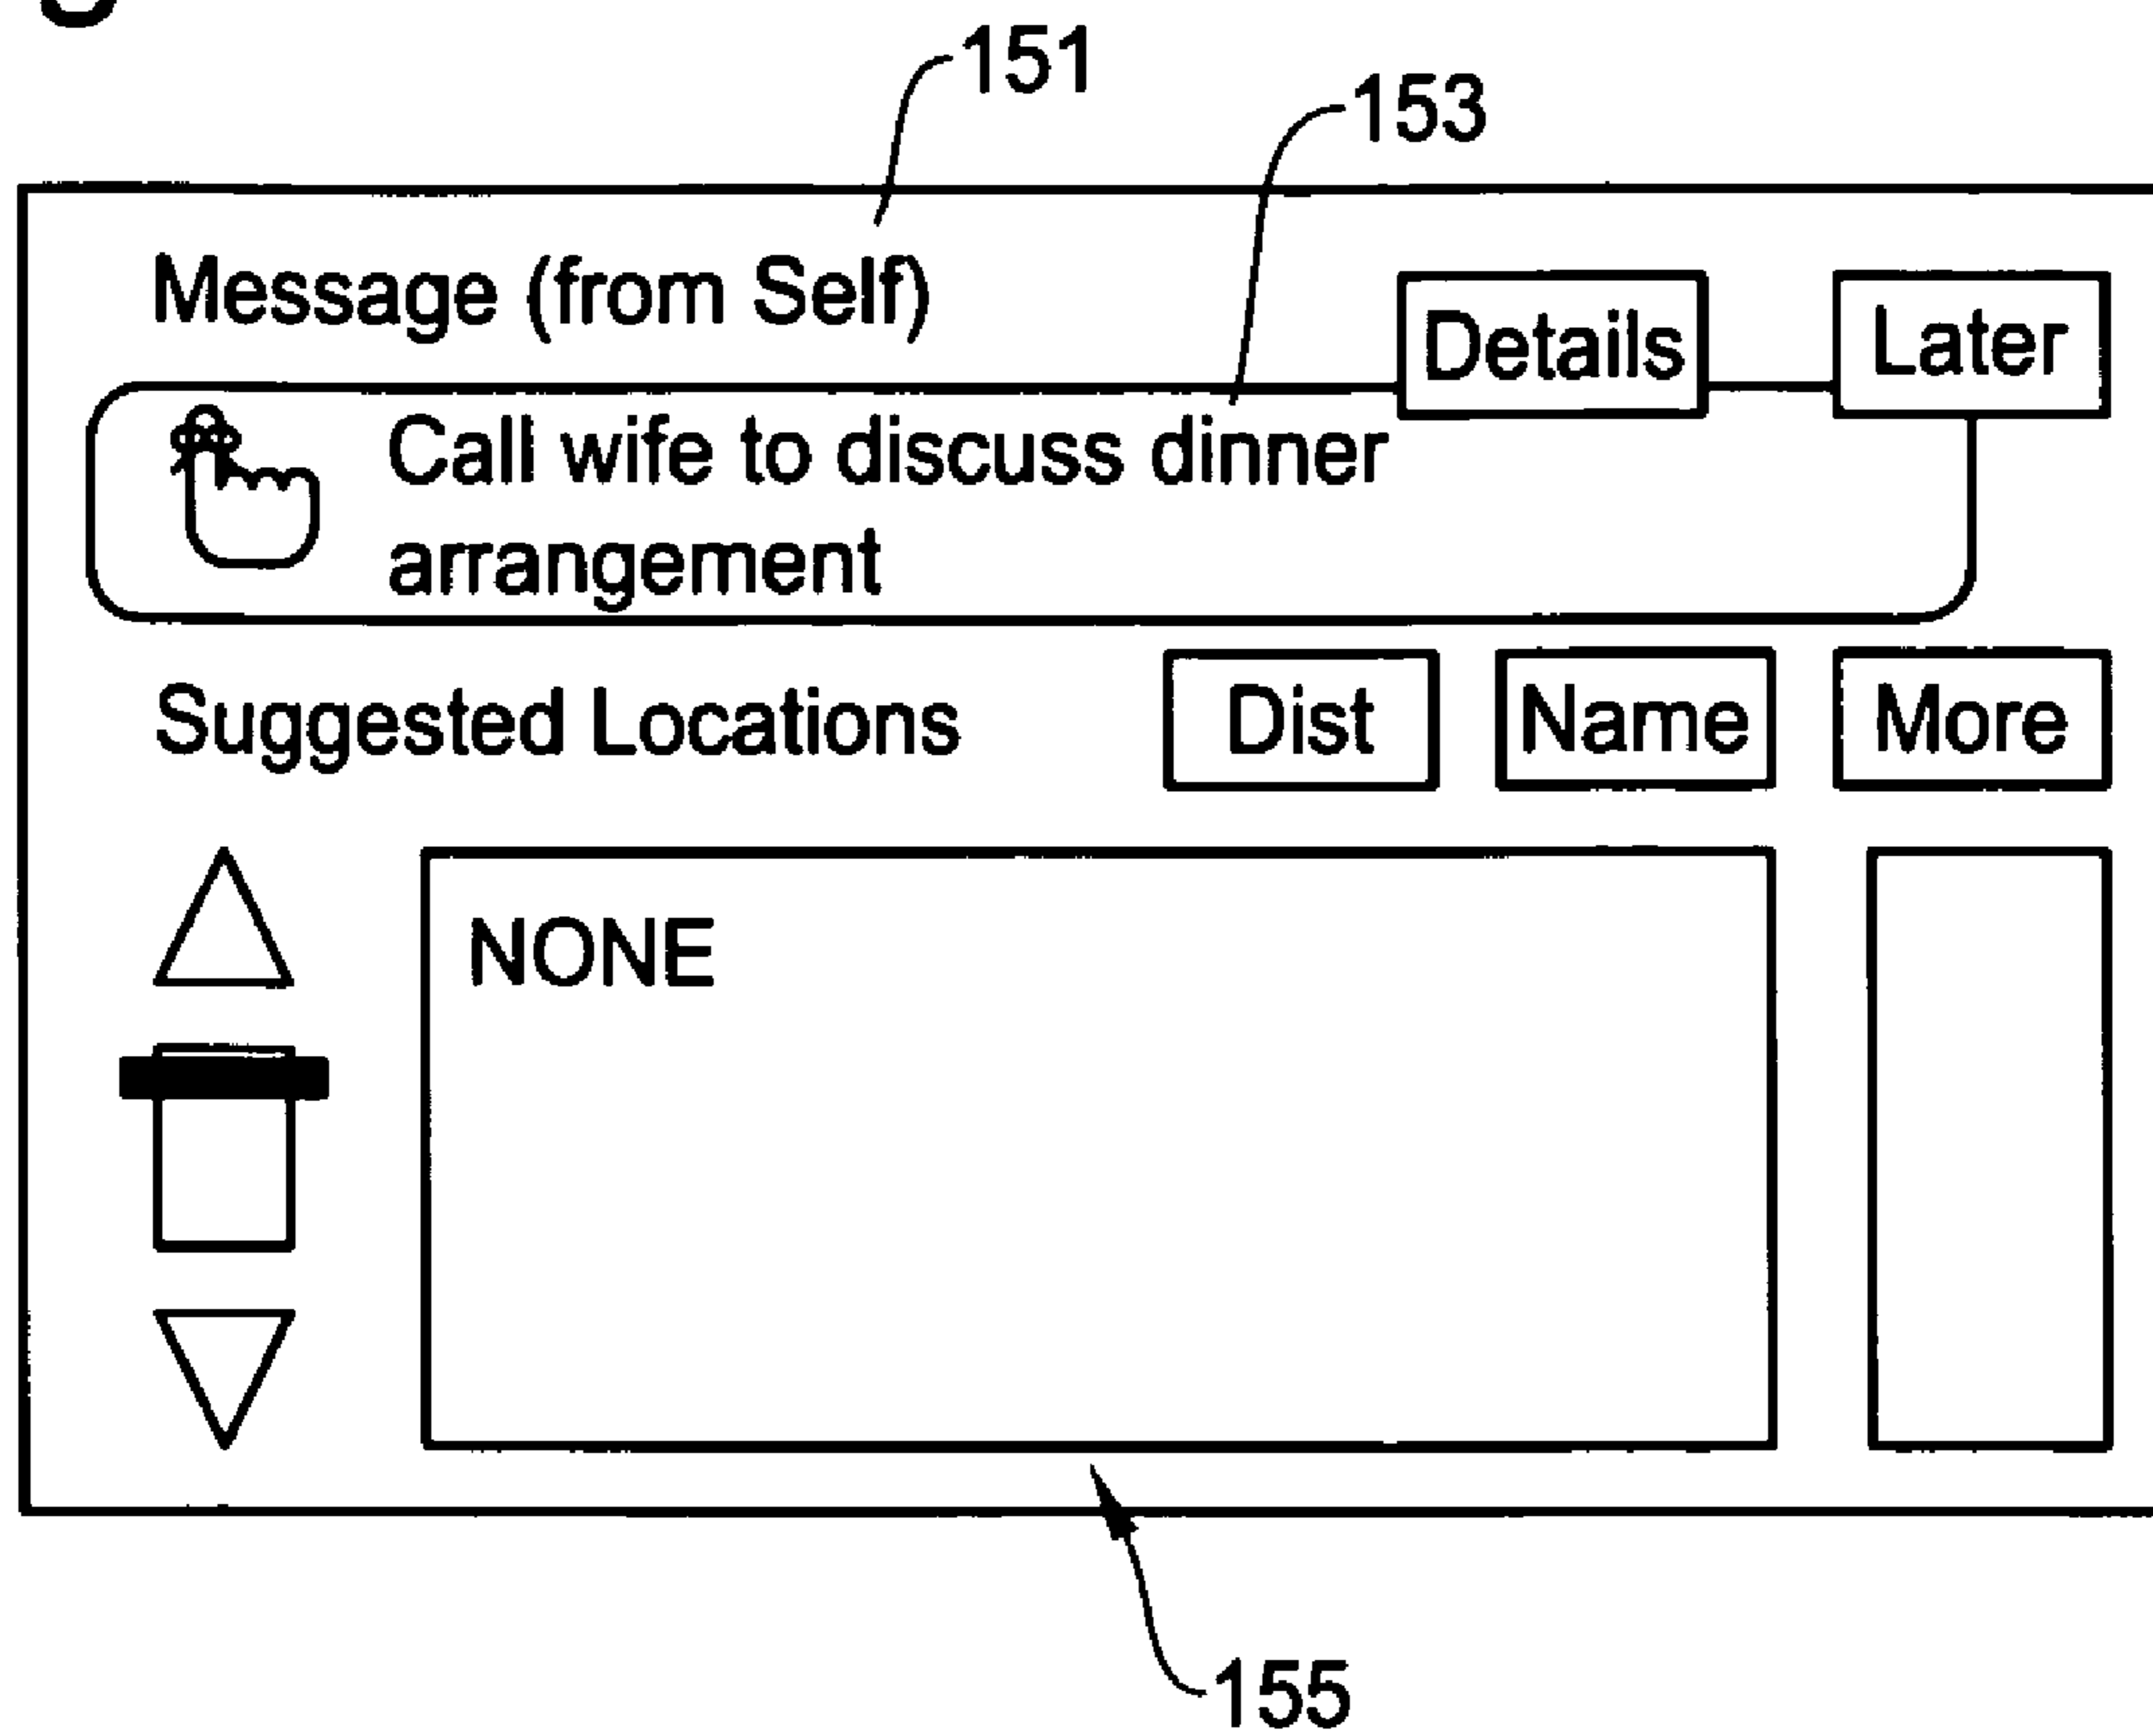 151
153
Message (from Self)
Details
Later
Call wife to discuss dinner
arrangement
Suggested Locations
Dist
Name
More
NONE
155